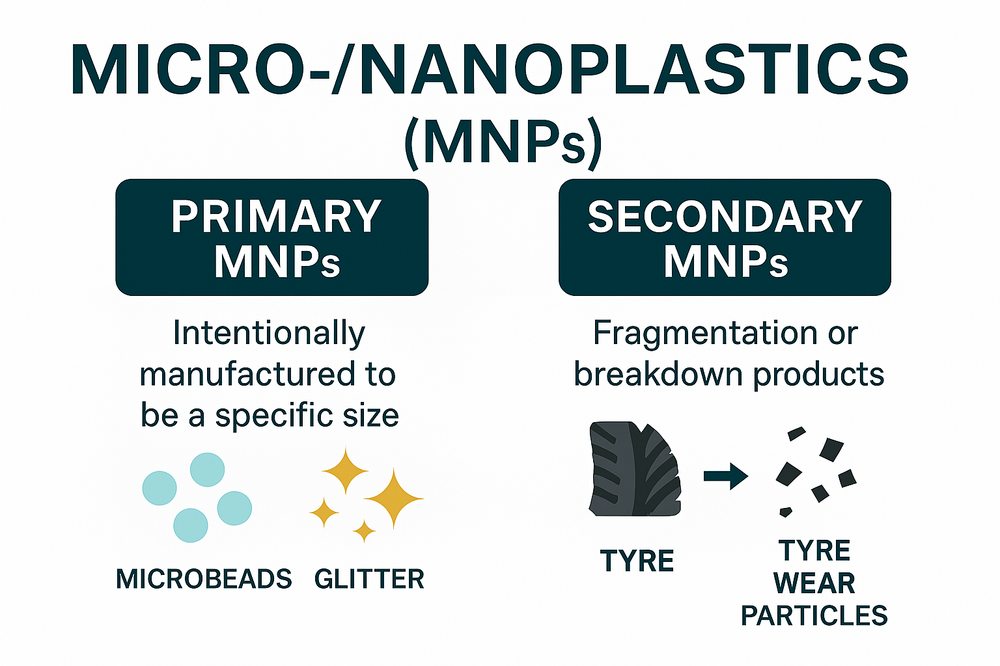 MICRO-/NANOPLASTICS
(MNPs)
PRIMARY
MNPs
Intentionally
manufactured to
be a specific size
MICROBEADS
GLITTER
SECONDARY
MNPs
Fragmentation or
breakdown products
TYRE
TYRE
WEAR
PARTICLES